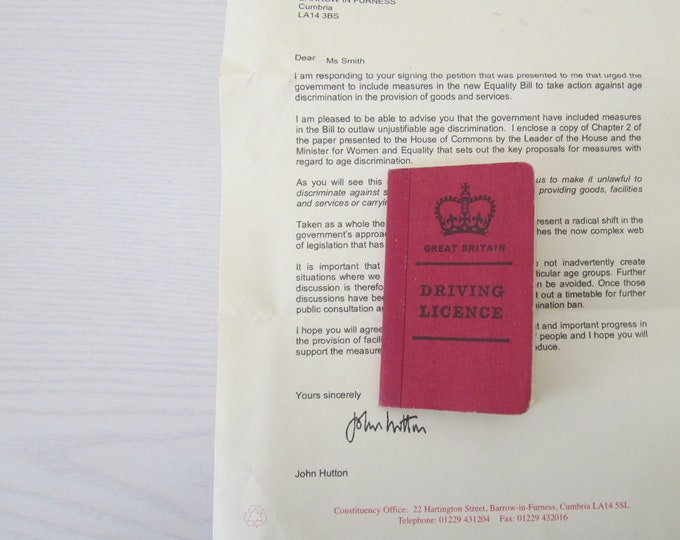 BARROW IN FURNESS
Cumbria
LA14 3BS
Dear Ms Smith
I am responding to your signing the petition that was presented to me that urged the
government to include measures in the new Equality Bill to take action against age
discrimination in the provision of goods and services.
I am pleased to be able to advise you that the government have included measures
in the Bill to outlaw unjustifiable age discrimination. I enclose a copy of Chapter 2 of
the paper presented to the House of Commons by the Leader of the House and the
Minister for Women and Equality that sets out the key proposals for measures with
regard to age discrimination.
As you will see this us to make it unlawful to
discriminate against providing goods, facilities
and services or carrying
Taken as a whole the resent a radical shift in the
government's approa hes the now complex web
of legislation that has
It is important that not inadvertently create
situations where we ticular age groups. Further
discussion is therefo n be avoided. Once those
discussions have bee out a timetable for further
public consultation a mination ban.
I hope you will agree t and important progress in
the provision of facili people and I hope you will
support the measure duce.
GREAT BRITAIN
DRIVING
LICENCE
Yours sincerely
John Hutton
John Hutton
Constituency Office: 22 Hartington Street, Barrow-in-Furness, Cumbria LA14 5SL
Telephone: 01229 431204 Fax: 01229 432016